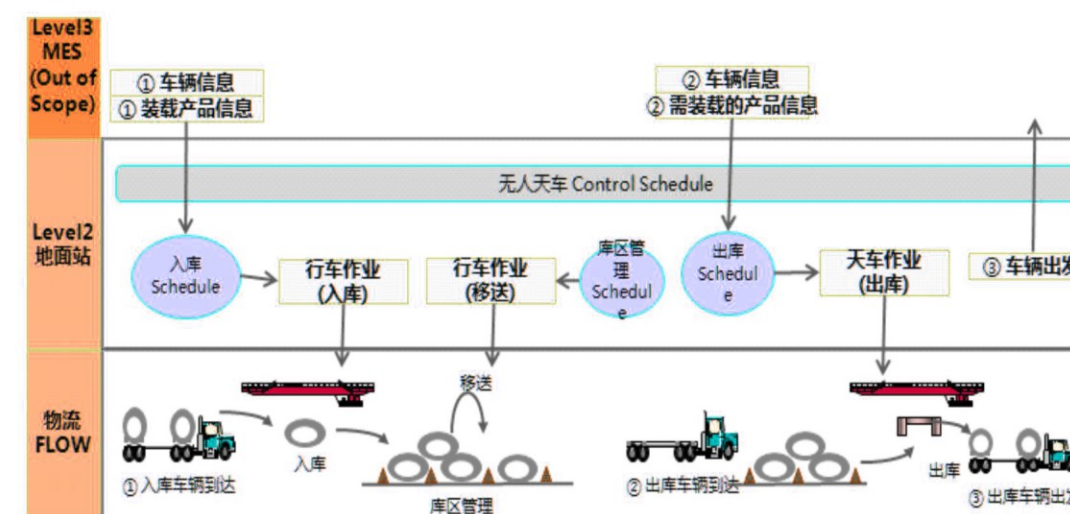 Level3
MES
(Out of
Scope)
① 车辆信息
① 装载产品信息
② 车辆信息
② 需装载的产品信息
无人天车 Control Schedule
Level2
地面站
入库
Schedule
行车作业
(入库)
行车作业
(移送)
库区管
理
Schedul
e
出库
Schedul
e
天车作业
(出库)
③ 车辆出发
物流
FLOW
移送
入库
① 入库车辆到达
库区管理
② 出库车辆到达
出库
③ 出库车辆出发